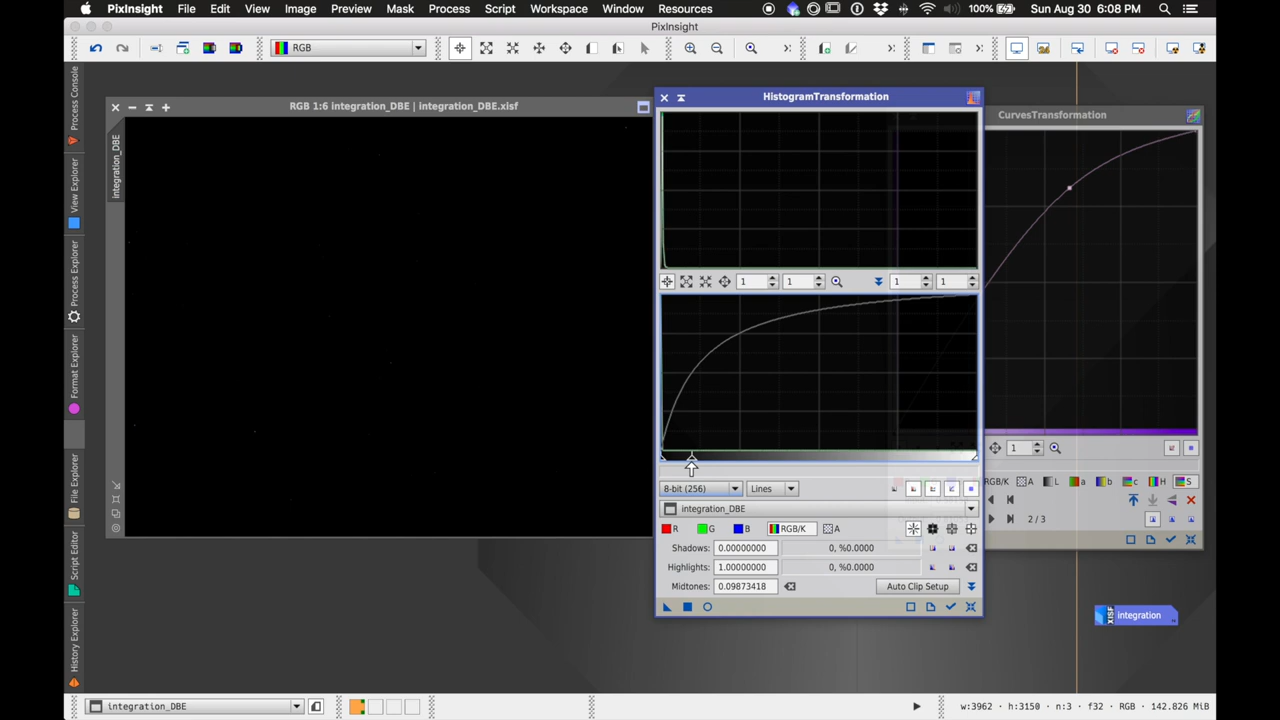 PixInsight File Edit View Image Preview Mask Process Script Workspace Window Resources 100% Sun Aug 30 6:08 PM
PixInsight
RGB
Process Console
View Explorer
Process Explorer
Format Explorer
File Explorer
Script Editor
History Explorer
RGB 1:6 integration_DBE | integration_DBE.xisf
integration_DBE
HistogramTransformation
1 1 1 1
8-bit (256) Lines
integration_DBE
R G B RGB/K A
Shadows: 0.00000000 0, %0.0000
Highlights: 1.00000000 0, %0.0000
Midtones: 0.09873418 Auto Clip Setup
CurvesTransformation
1
RGB/K A L a b c H S
2 / 3
XISF integration
integration_DBE
w:3962 | h:3150 | n:3 | f32 | RGB | 142.826 MiB